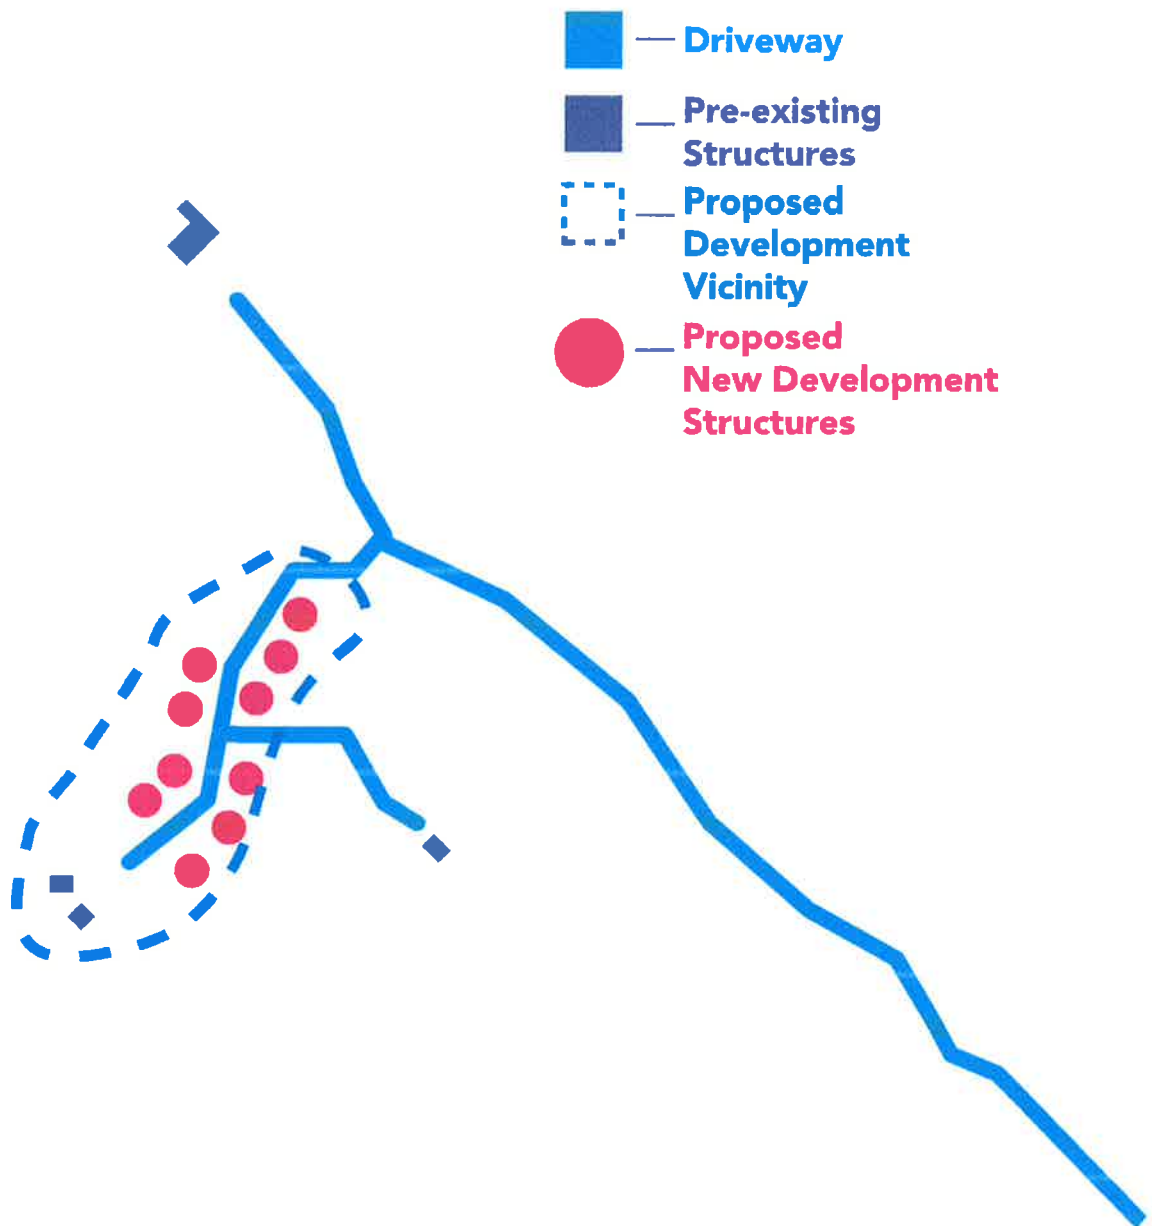 Driveway
Pre-existing
Structures
Proposed
Development
Vicinity
Proposed
New Development
Structures